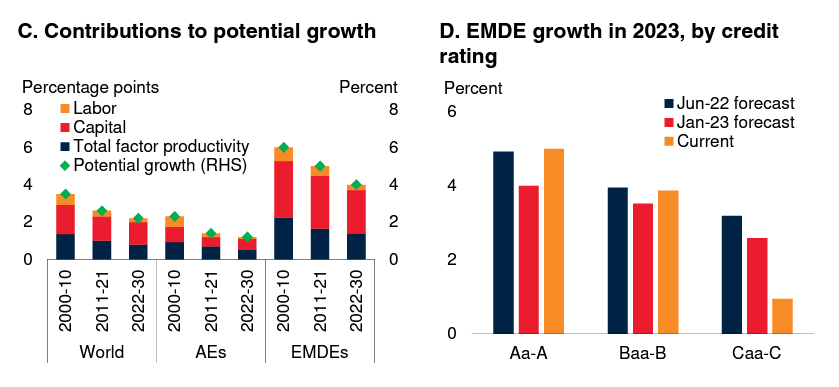 C. Contributions to potential growth
Percentage points
Percent
8
8
Labor
6
Capital
6
Total factor productivity
Potential growth (RHS)
4
4
2
2
0
0
2000-10
2011-21
2022-30
2000-10
2011-21
2022-30
2000-10
2011-21
2022-30
World
AEs
EMDEs
D. EMDE growth in 2023, by credit
rating
Percent
6
Jun-22 forecast
Jan-23 forecast
Current
4
2
0
Aa-A
Baa-B
Caa-C